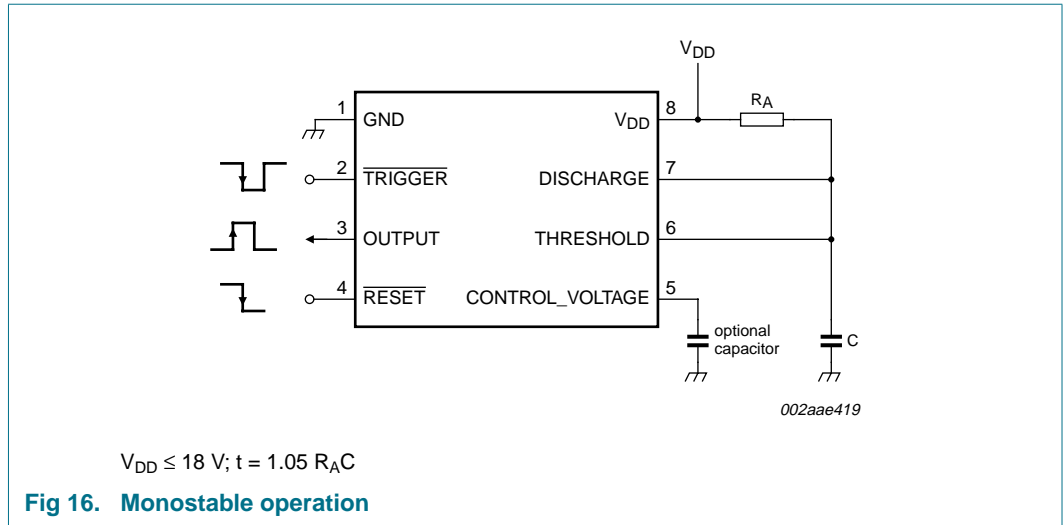 V_DD
R_A
1 GND V_DD 8
2 TRIGGER DISCHARGE 7
3 OUTPUT THRESHOLD 6
4 RESET CONTROL_VOLTAGE 5
optional
capacitor
C
002aae419
V_DD ≤ 18 V; t = 1.05 R_AC
Fig 16. Monostable operation